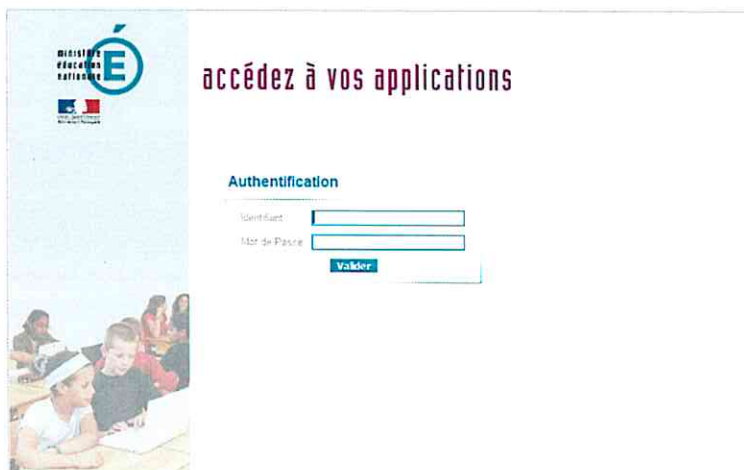 ministère
éducation
nationale
É
accédez à vos applications
Authentification
Identifiant
Mot de Passe
Valider